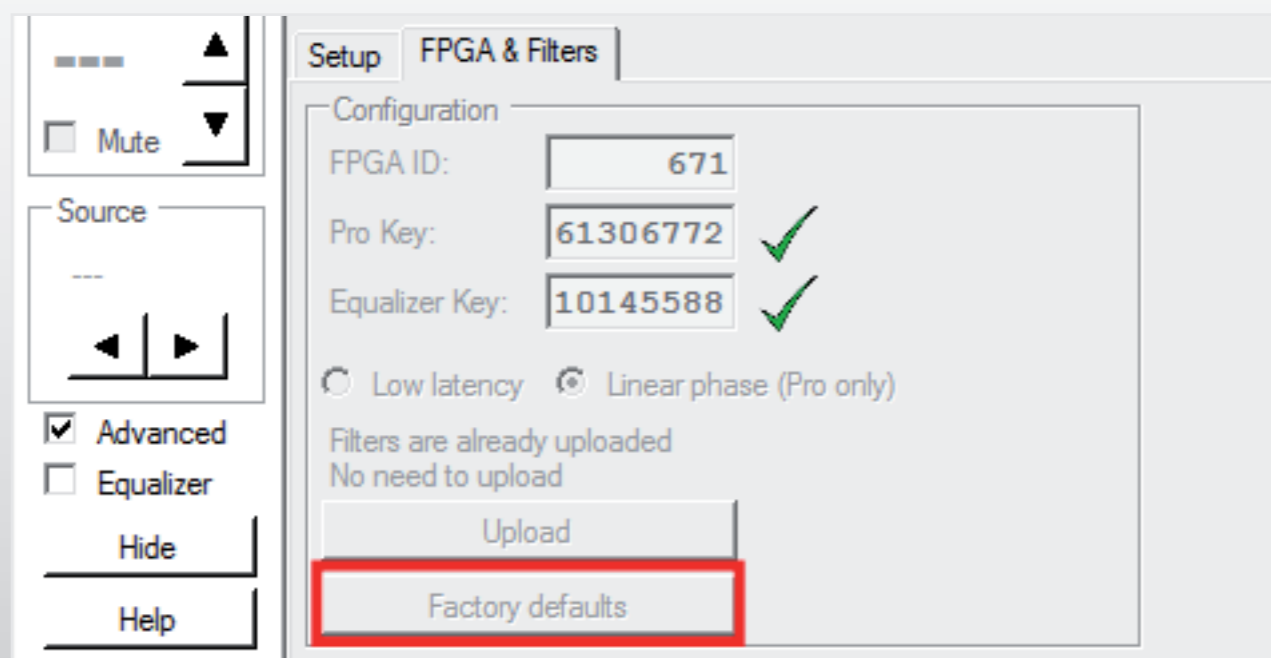 ---
Mute
Source
---
Advanced
Equalizer
Hide
Help
Setup
FPGA & Filters
Configuration
FPGA ID: 671
Pro Key: 61306772
Equalizer Key: 10145588
Low latency Linear phase (Pro only)
Filters are already uploaded
No need to upload
Upload
Factory defaults